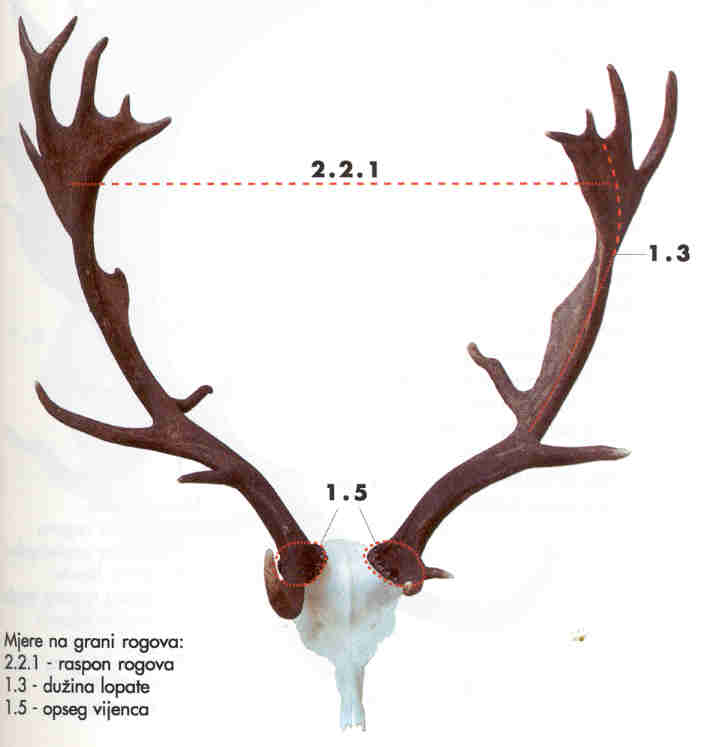 2.2.1
1.3
1.5
Mjere na grani rogova:
2.2.1 - raspon rogova
1.3 - dužina lopate
1.5 - opseg vijenca